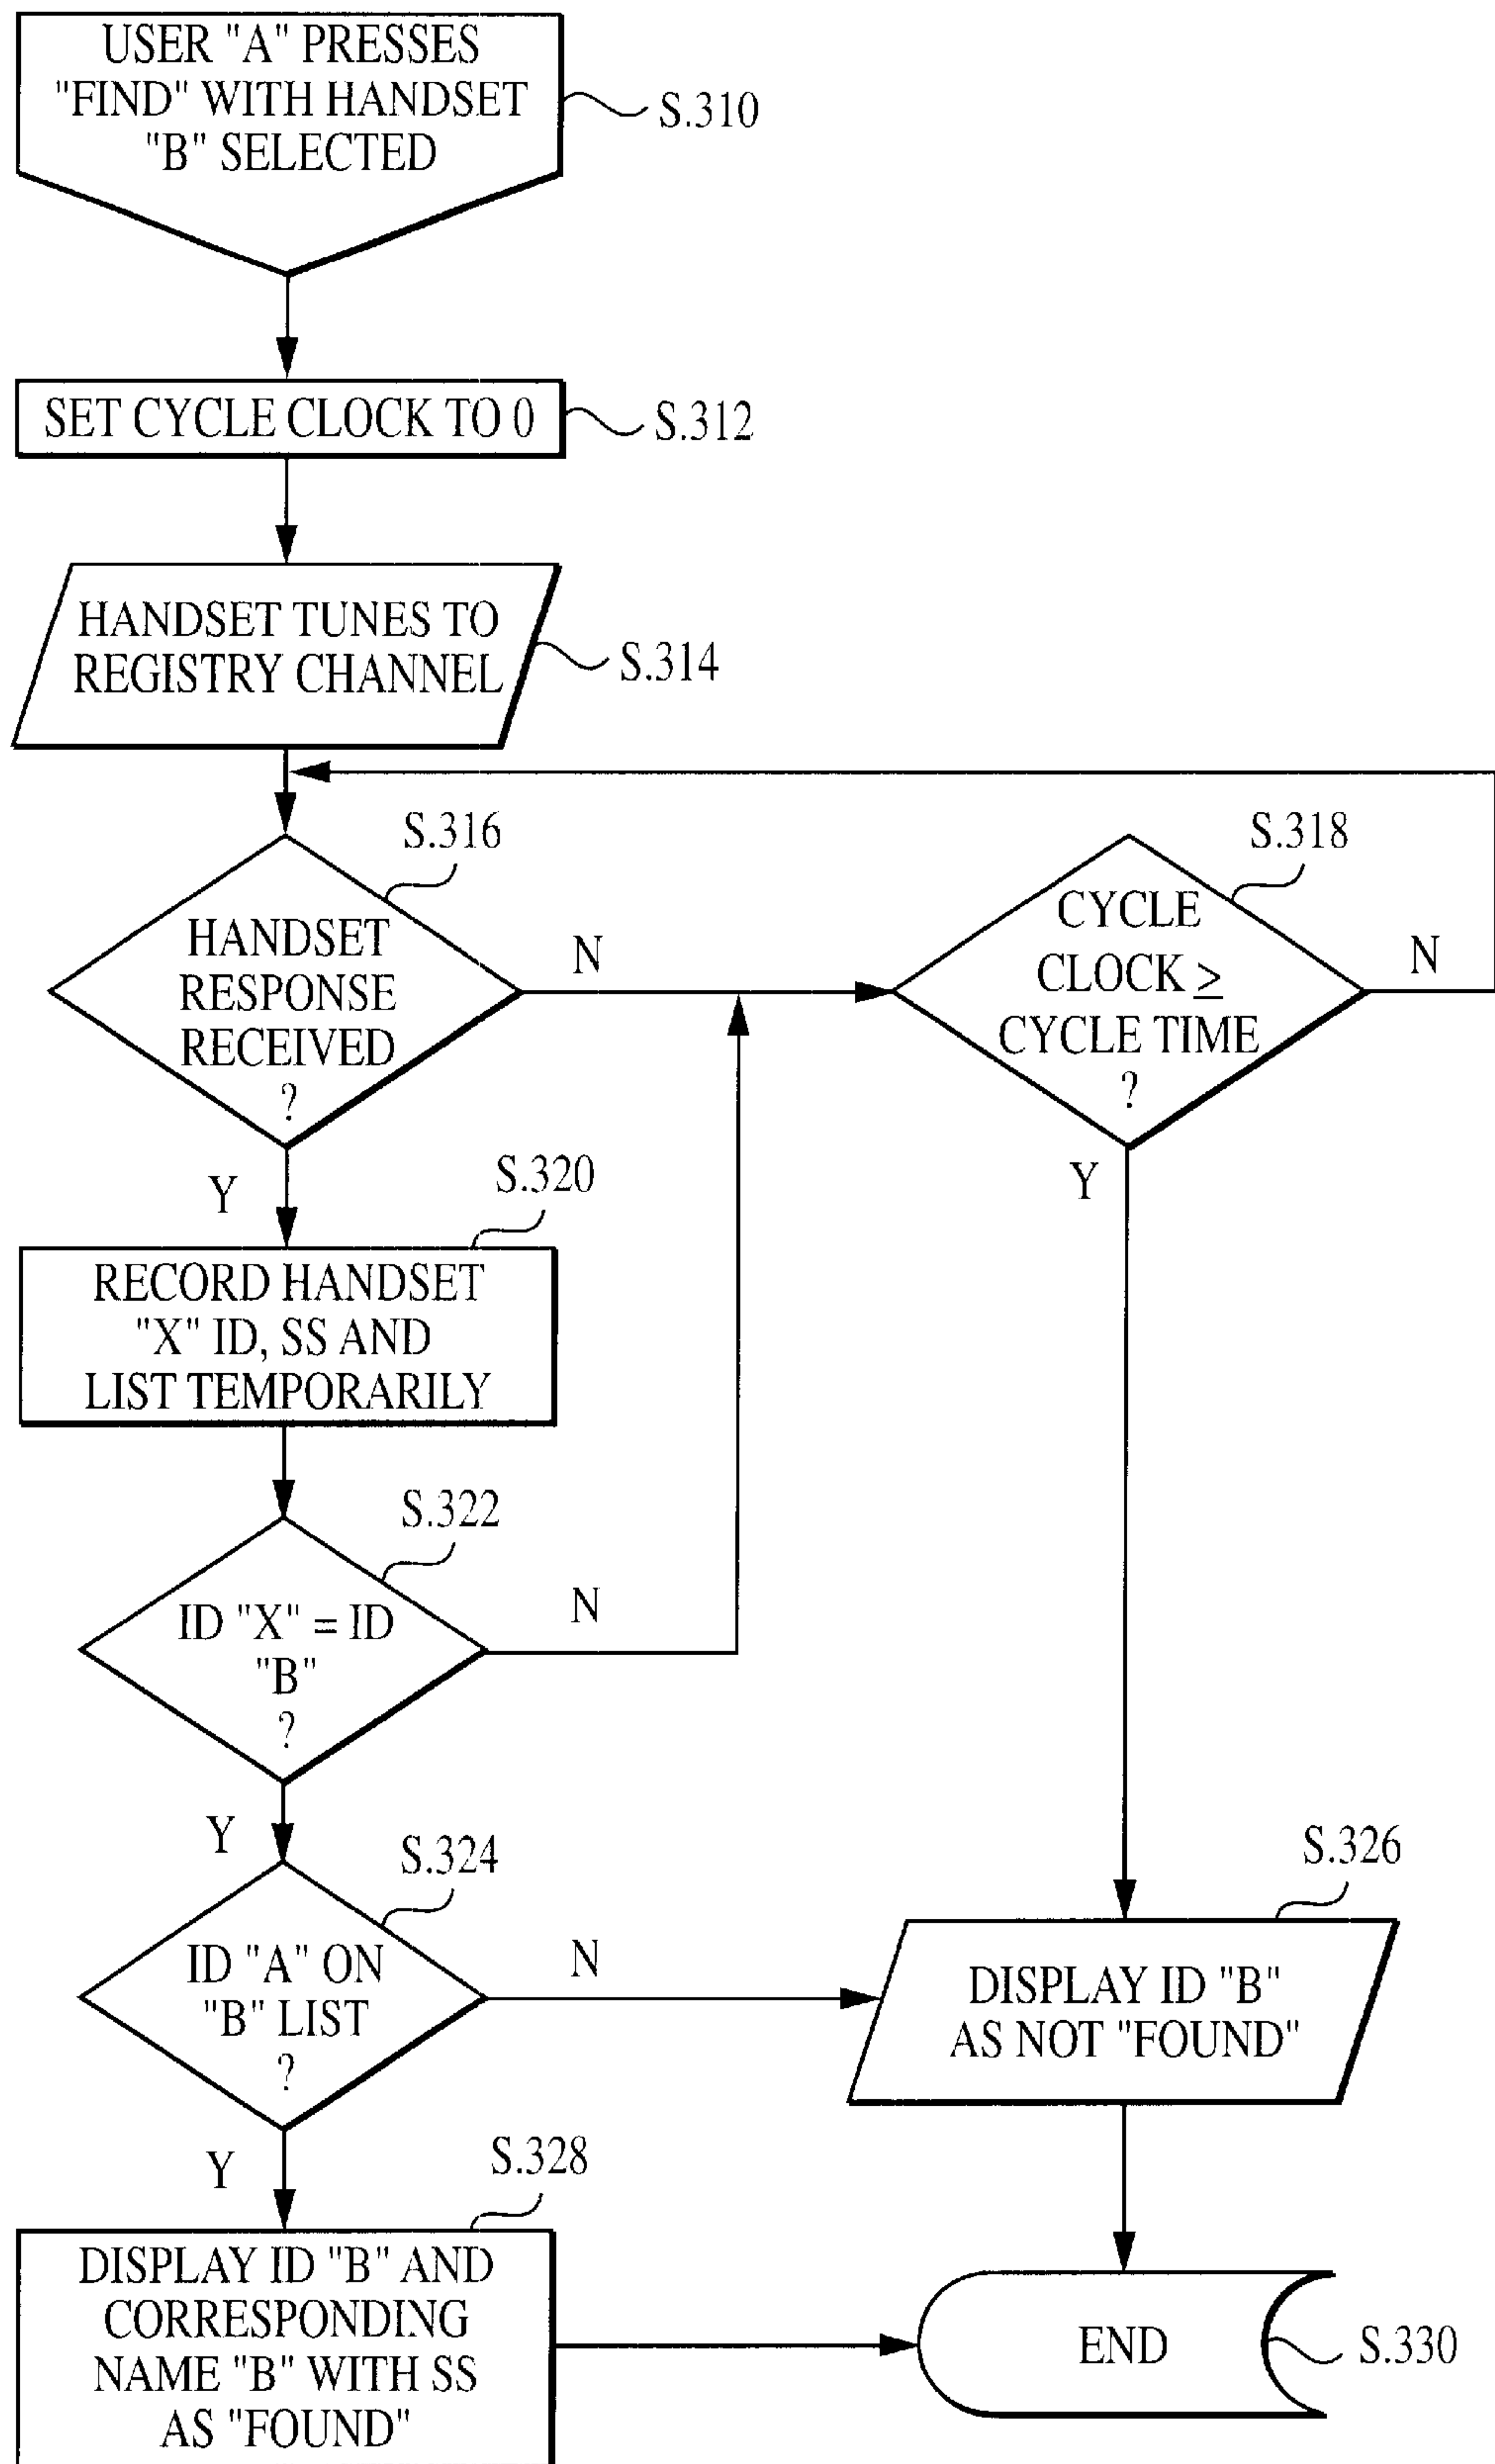 USER "A" PRESSES
"FIND" WITH HANDSET
"B" SELECTED
S.310
SET CYCLE CLOCK TO 0
S.312
HANDSET TUNES TO
REGISTRY CHANNEL
S.314
S.316
HANDSET
RESPONSE
RECEIVED
?
N
Y
S.318
CYCLE
CLOCK ≥
CYCLE TIME
?
N
Y
S.320
RECORD HANDSET
"X" ID, SS AND
LIST TEMPORARILY
S.322
ID "X" = ID
"B"
?
N
Y
S.324
ID "A" ON
"B" LIST
?
N
Y
S.326
DISPLAY ID "B"
AS NOT "FOUND"
S.328
DISPLAY ID "B" AND
CORRESPONDING
NAME "B" WITH SS
AS "FOUND"
END
S.330